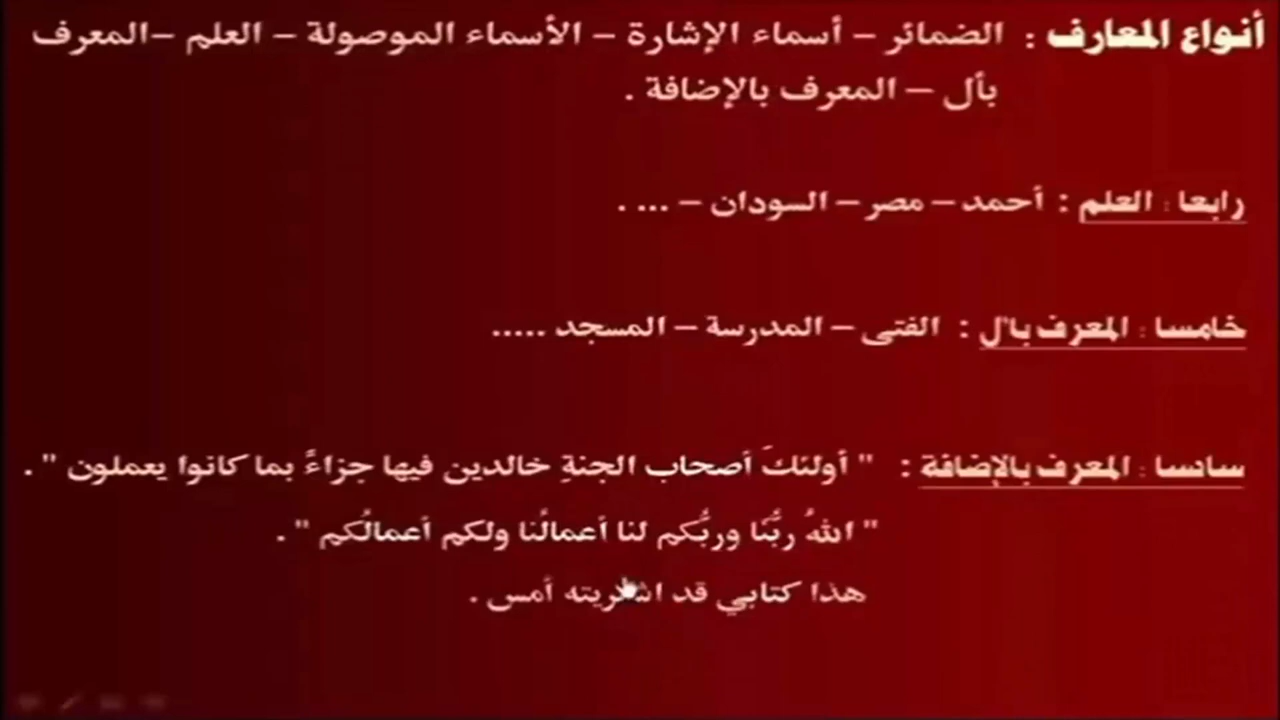 أنواع المعارف : الضمائر – أسماء الإشارة – الأسماء الموصولة – العلم –المعرف
بأل – المعرف بالإضافة .
رابعا : العلم : أحمد – مصر – السودان – ... .
خامسا : المعرف بال : الفتى – المدرسة – المسجد .....
سادسا : المعرف بالإضافة : " أولئكَ أصحاب الجنةِ خالدين فيها جزاءً بما كانوا يعملون " .
" اللهُ ربُّنا وربُّكم لنا أعمالُنا ولكم أعمالُكم " .
هذا كتابي قد اشتريته أمس .